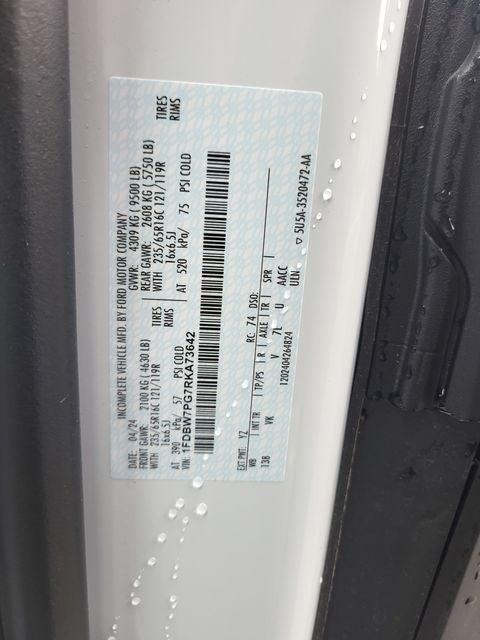 INCOMPLETE VEHICLE MFD. BY FORD MOTOR COMPANY
DATE: 04/24 GVWR: 4309 KG (9500 LB)
FRONT GAWR: 2100 KG (4630 LB) REAR GAWR: 2608 KG (5750 LB)
WITH 235/65R16C 121/119R TIRES WITH 235/65R16C 121/119R TIRES
16x6.5J RIMS 16x6.5J RIMS
AT 390 kPa/ 57 PSI COLD AT 520 kPa/ 75 PSI COLD
VIN: 1FDBW7PG7RKA73642
EXT PNT: YZ RC: 74 DSO:
WB INT TR TP/PS R AXLE TR SPR
138 VK V 7L U AACC
ULN
1202404264824
▽ 5U5A-3520472-AA